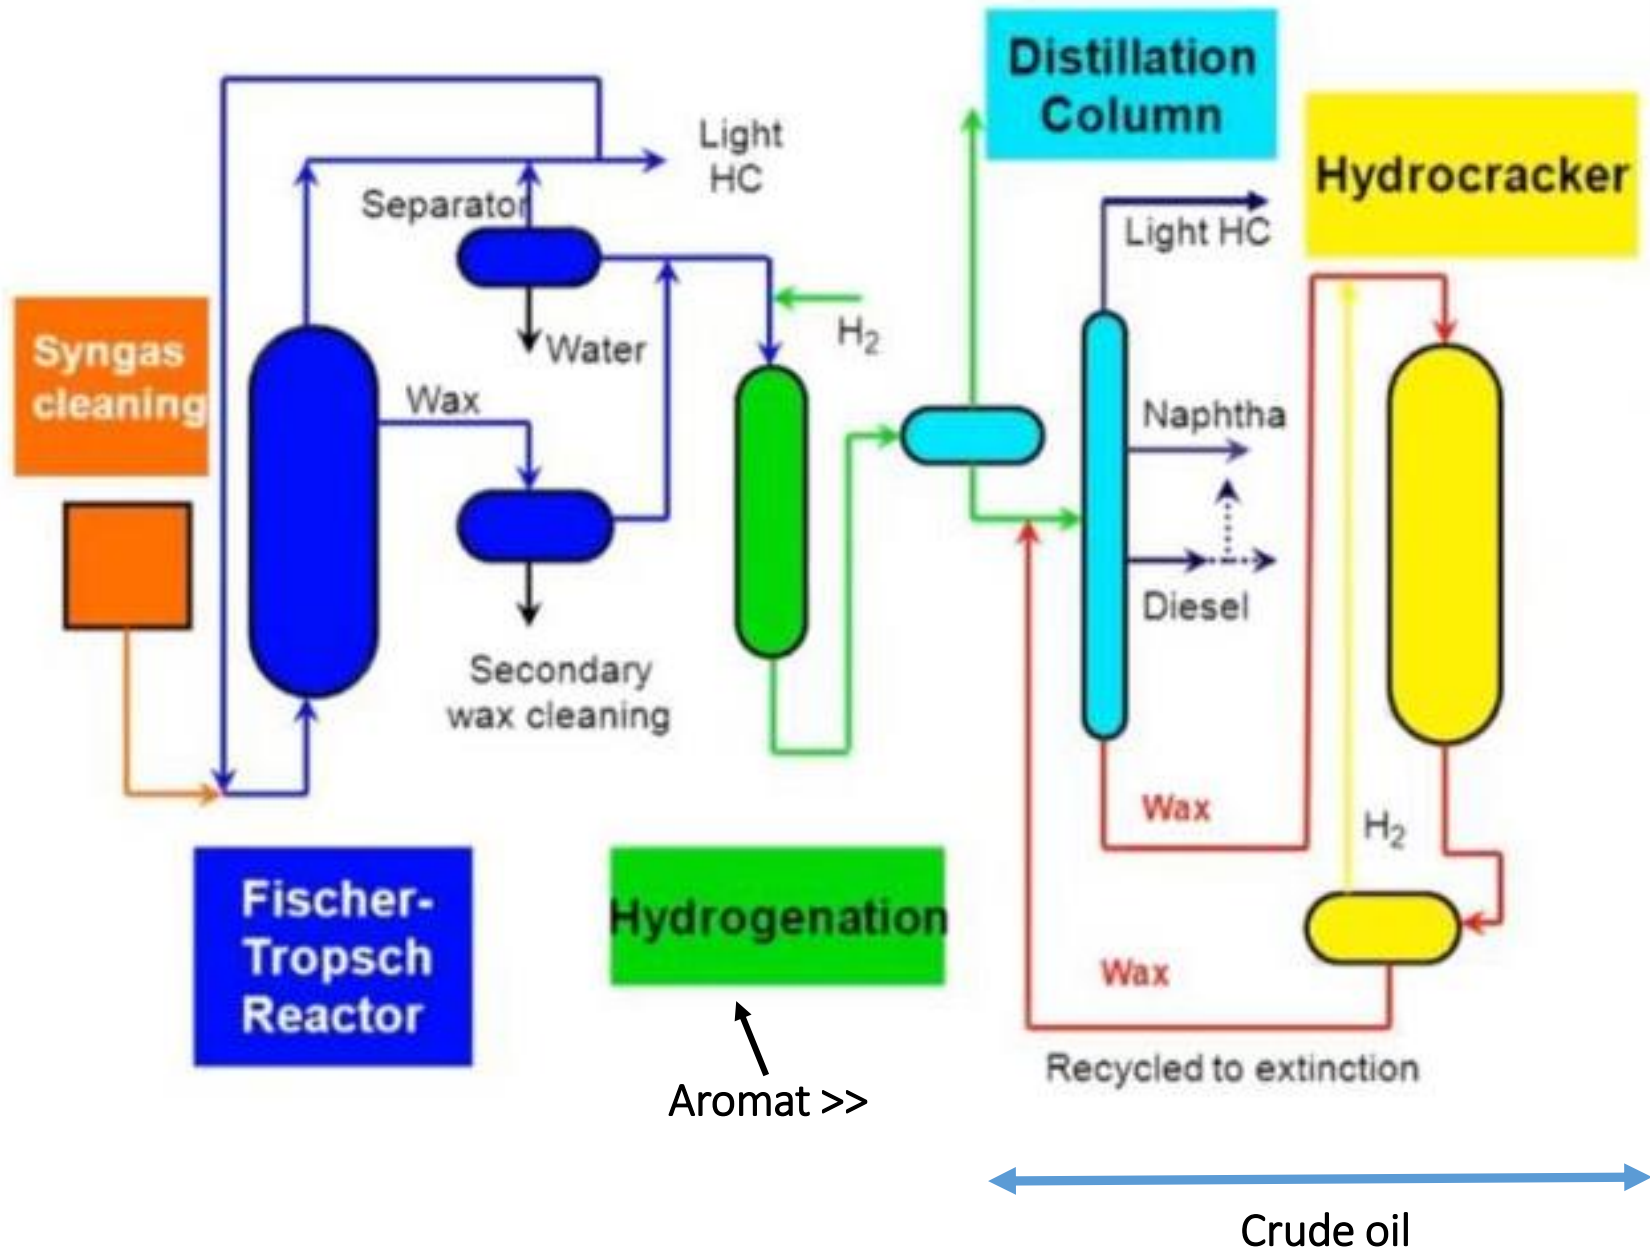 Distillation
Column
Hydrocracker
Light
HC
Separator
Light HC
Syngas
cleaning
Water
H₂
Wax
Naphtha
Diesel
Secondary
wax cleaning
Wax
H₂
Fischer-
Tropsch
Reactor
Hydrogenation
Wax
Recycled to extinction
Aromat >>
Crude oil